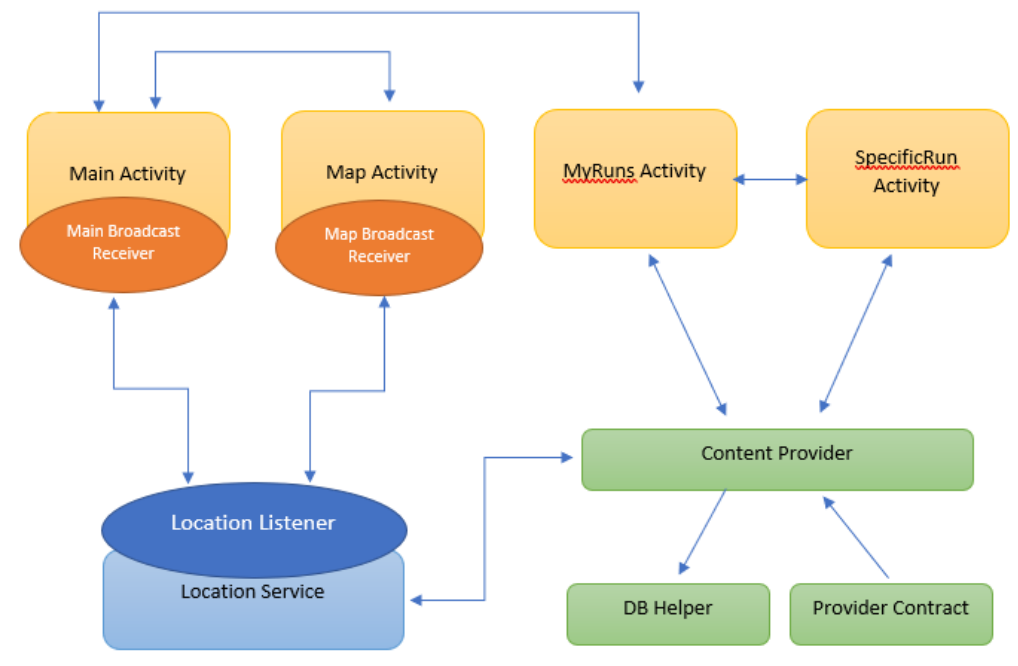 Main Activity
Main Broadcast
Receiver
Map Activity
Map Broadcast
Receiver
MyRuns Activity
SpecificRun
Activity
Content Provider
Location Listener
Location Service
DB Helper
Provider Contract